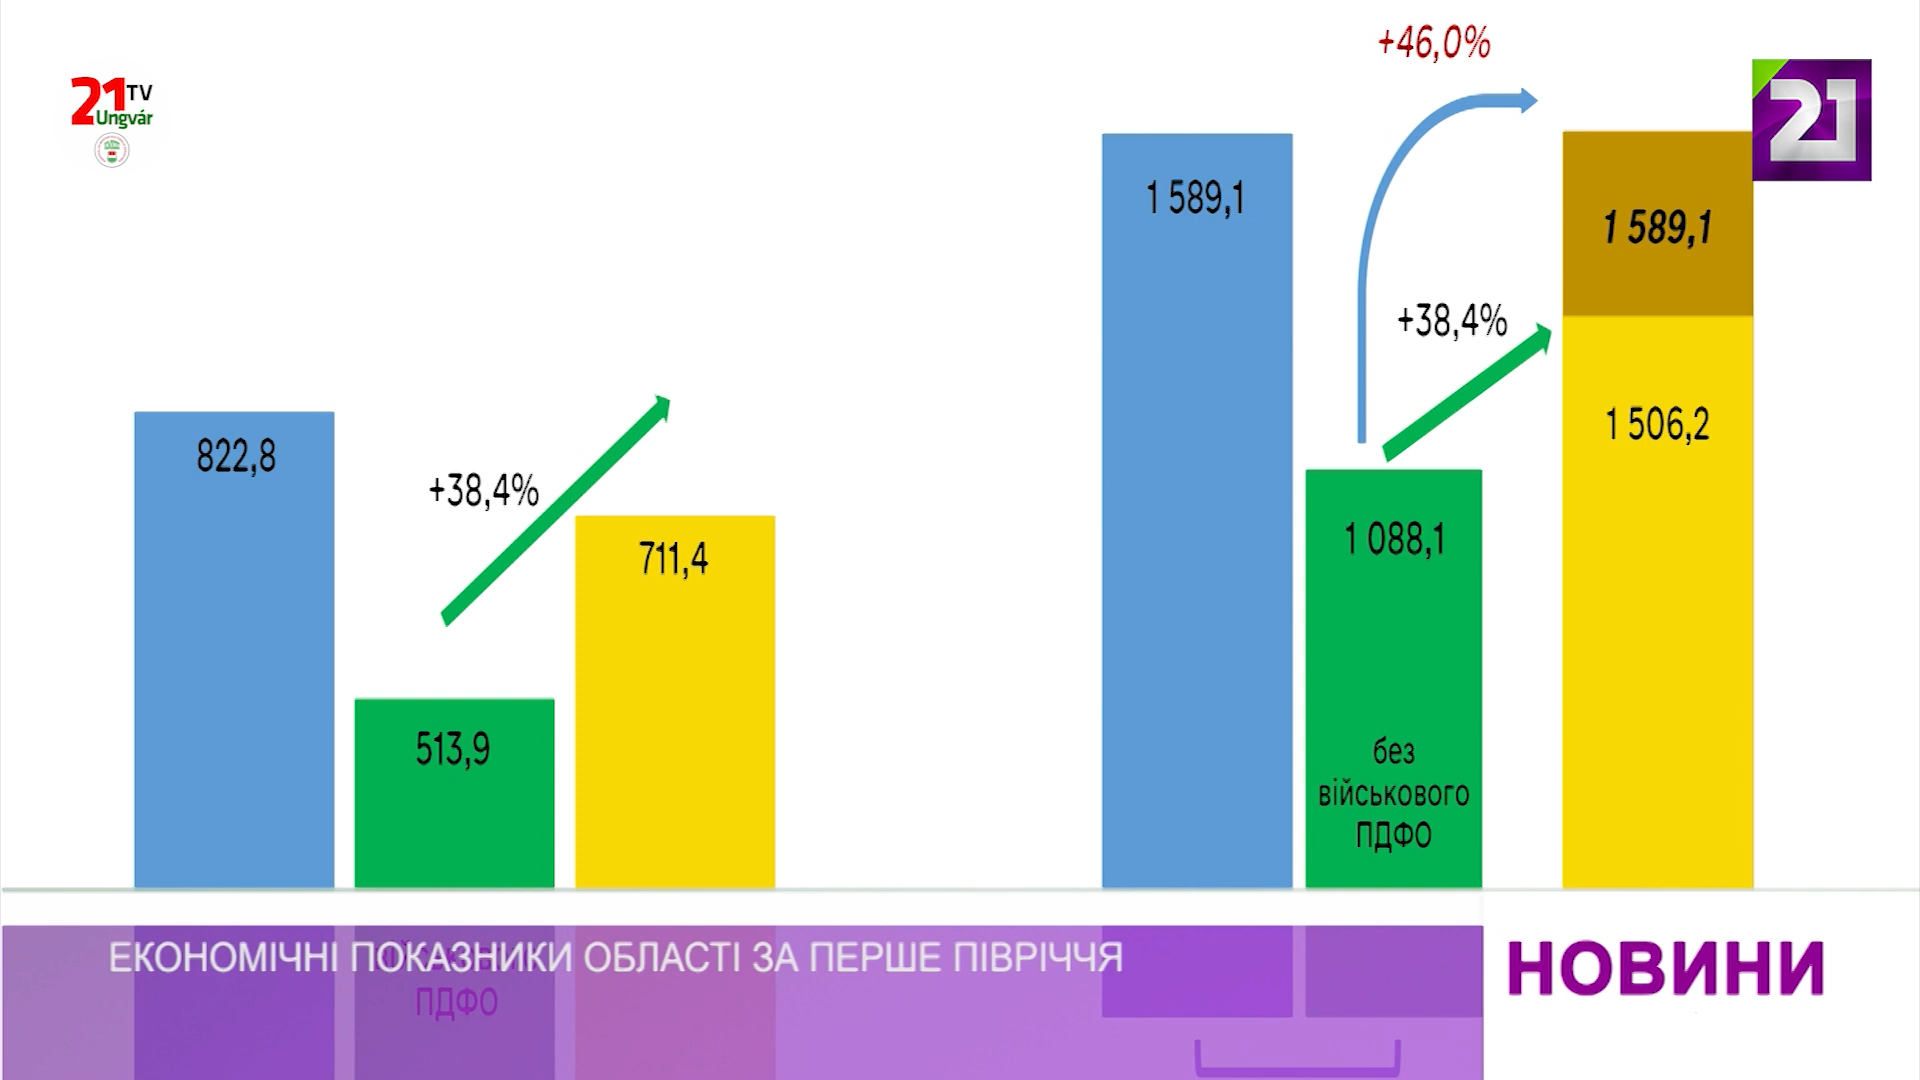 +46,0%
21 TV
Ungvár
21
1 589,1
1 589,1
+38,4%
1 506,2
822,8
+38,4%
711,4
1 088,1
513,9
без
військового
ПДФО
ЕКОНОМІЧНІ ПОКАЗНИКИ ОБЛАСТІ ЗА ПЕРШЕ ПІВРІЧЧЯ
ПДФО
НОВИНИ